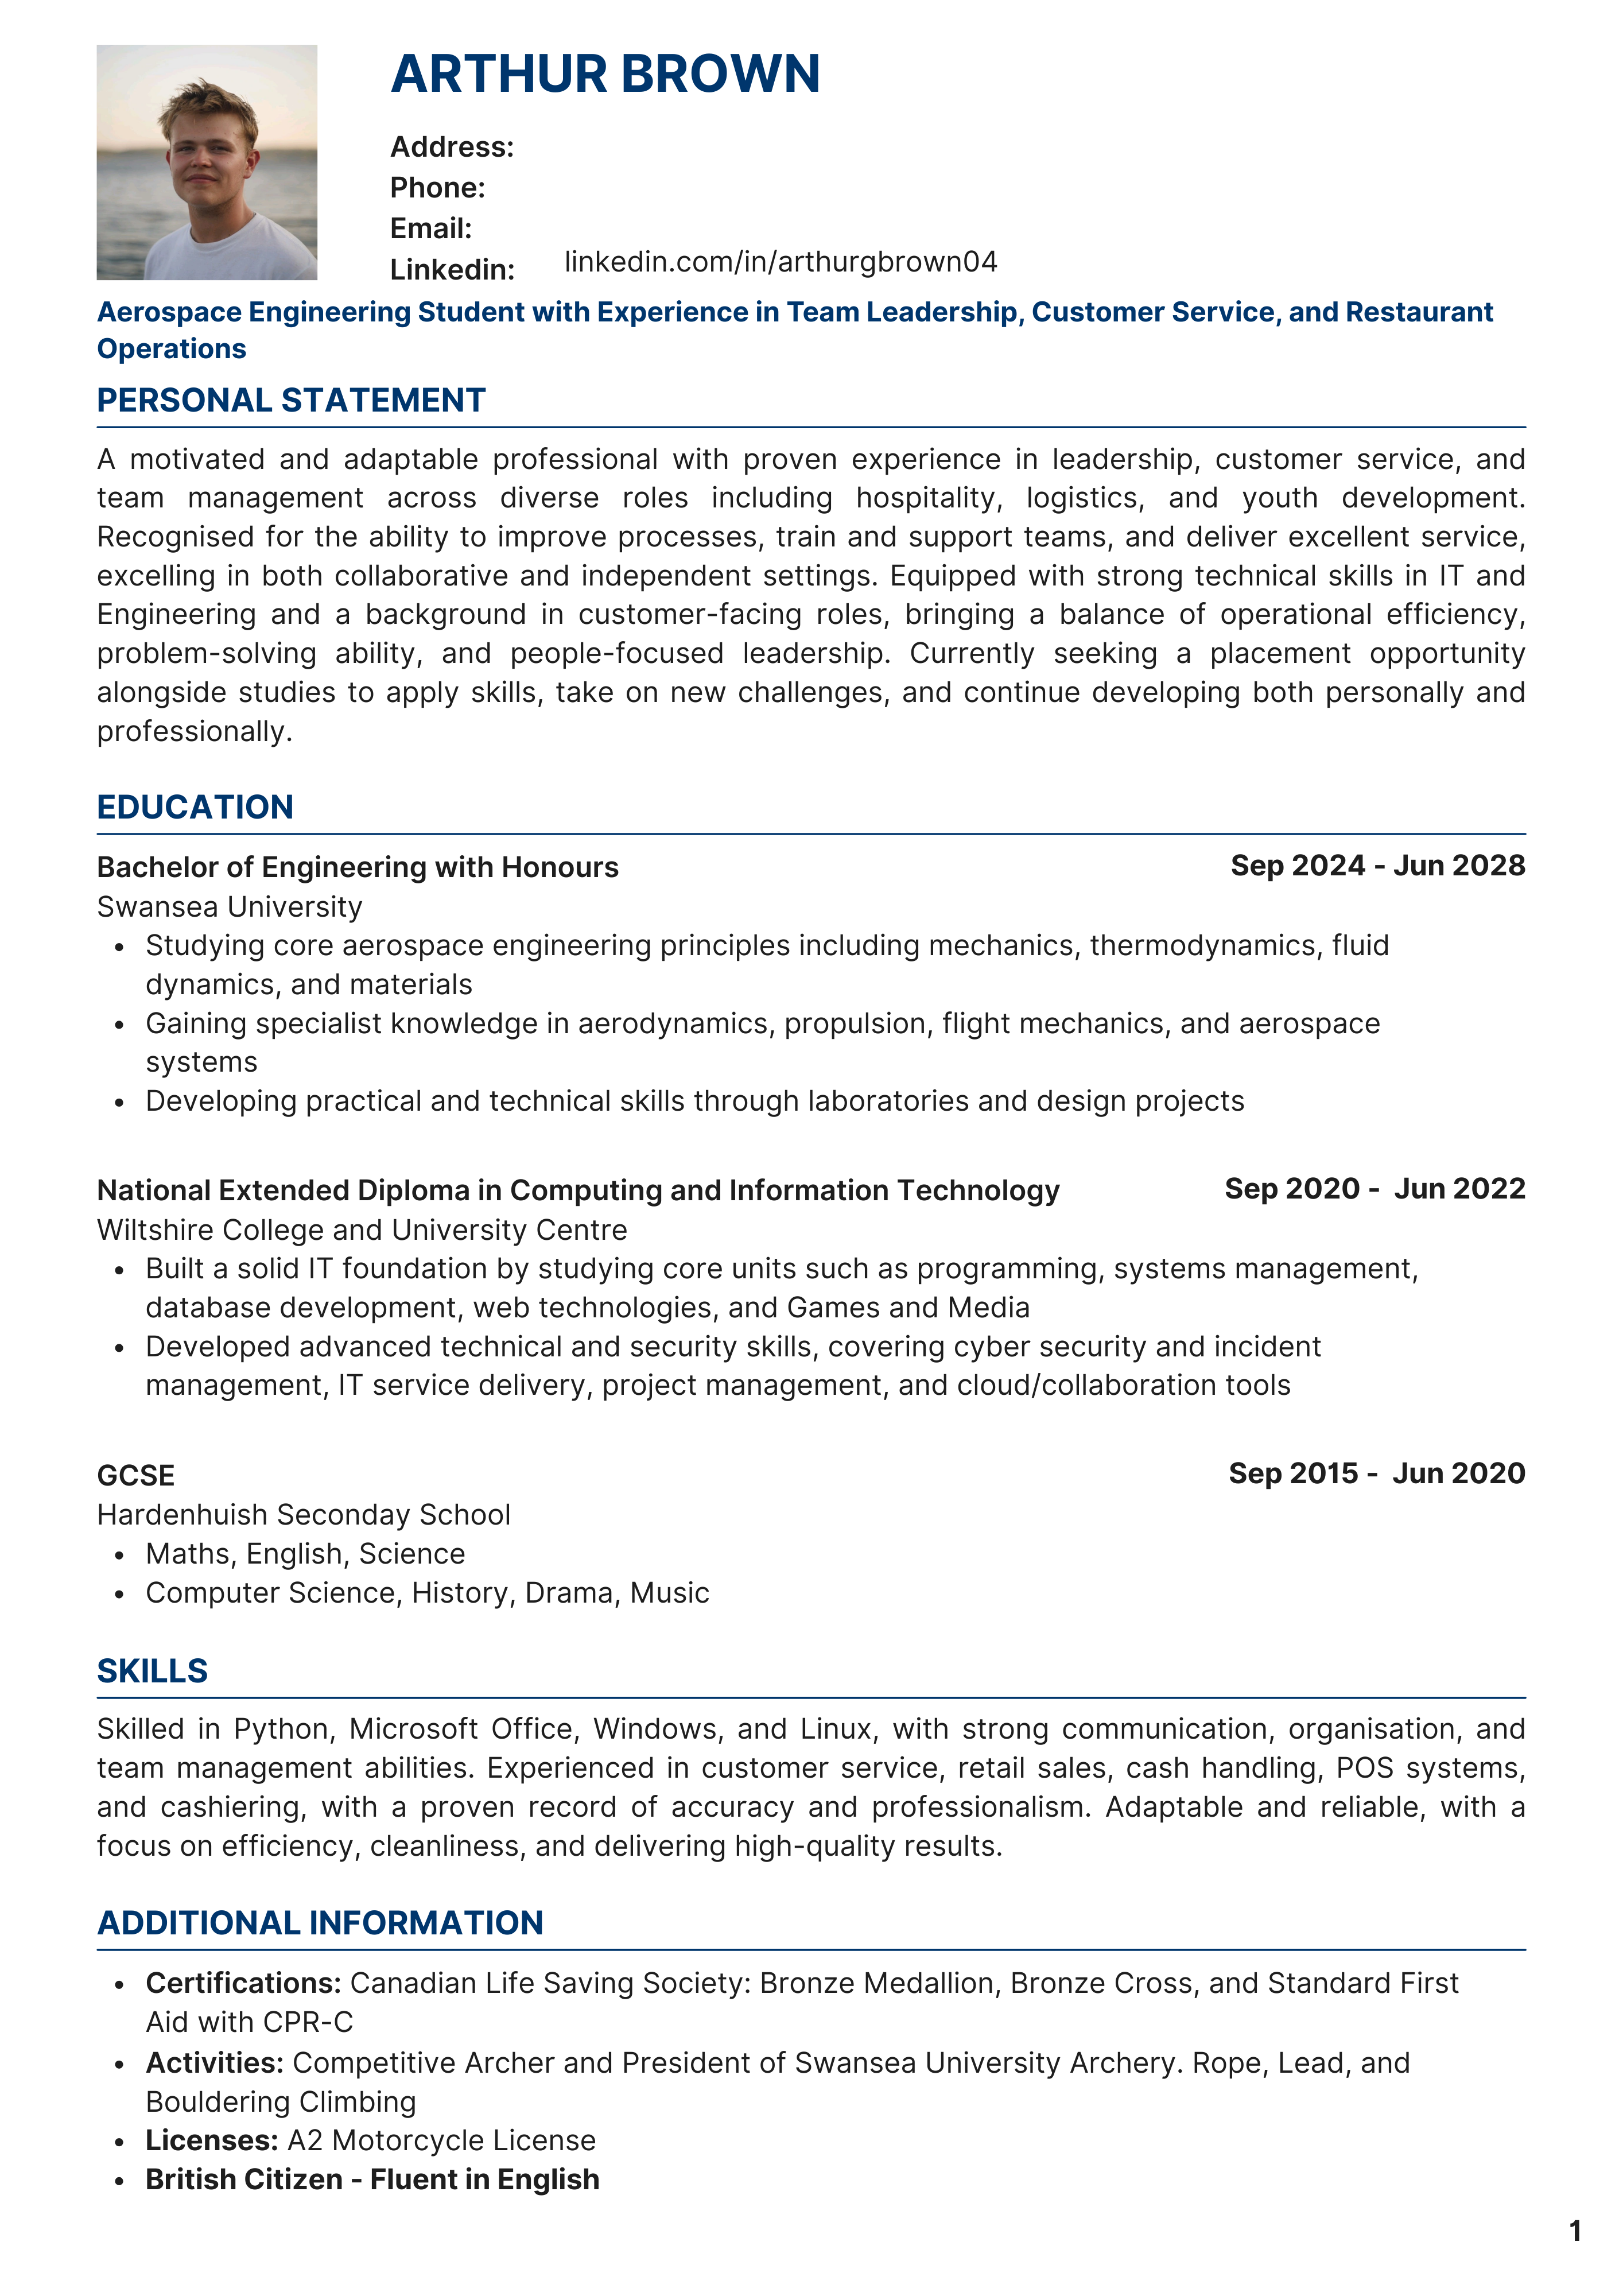 ARTHUR BROWN
Address:
Phone:
Email:
Linkedin: linkedin.com/in/arthurgbrown04
Aerospace Engineering Student with Experience in Team Leadership, Customer Service, and Restaurant
Operations
PERSONAL STATEMENT
A motivated and adaptable professional with proven experience in leadership, customer service, and
team management across diverse roles including hospitality, logistics, and youth development.
Recognised for the ability to improve processes, train and support teams, and deliver excellent service,
excelling in both collaborative and independent settings. Equipped with strong technical skills in IT and
Engineering and a background in customer-facing roles, bringing a balance of operational efficiency,
problem-solving ability, and people-focused leadership. Currently seeking a placement opportunity
alongside studies to apply skills, take on new challenges, and continue developing both personally and
professionally.
EDUCATION
Bachelor of Engineering with Honours Sep 2024 - Jun 2028
Swansea University
• Studying core aerospace engineering principles including mechanics, thermodynamics, fluid
dynamics, and materials
• Gaining specialist knowledge in aerodynamics, propulsion, flight mechanics, and aerospace
systems
• Developing practical and technical skills through laboratories and design projects
National Extended Diploma in Computing and Information Technology Sep 2020 - Jun 2022
Wiltshire College and University Centre
• Built a solid IT foundation by studying core units such as programming, systems management,
database development, web technologies, and Games and Media
• Developed advanced technical and security skills, covering cyber security and incident
management, IT service delivery, project management, and cloud/collaboration tools
GCSE Sep 2015 - Jun 2020
Hardenhuish Seconday School
• Maths, English, Science
• Computer Science, History, Drama, Music
SKILLS
Skilled in Python, Microsoft Office, Windows, and Linux, with strong communication, organisation, and
team management abilities. Experienced in customer service, retail sales, cash handling, POS systems,
and cashiering, with a proven record of accuracy and professionalism. Adaptable and reliable, with a
focus on efficiency, cleanliness, and delivering high-quality results.
ADDITIONAL INFORMATION
• Certifications: Canadian Life Saving Society: Bronze Medallion, Bronze Cross, and Standard First
Aid with CPR-C
• Activities: Competitive Archer and President of Swansea University Archery. Rope, Lead, and
Bouldering Climbing
• Licenses: A2 Motorcycle License
• British Citizen - Fluent in English
1